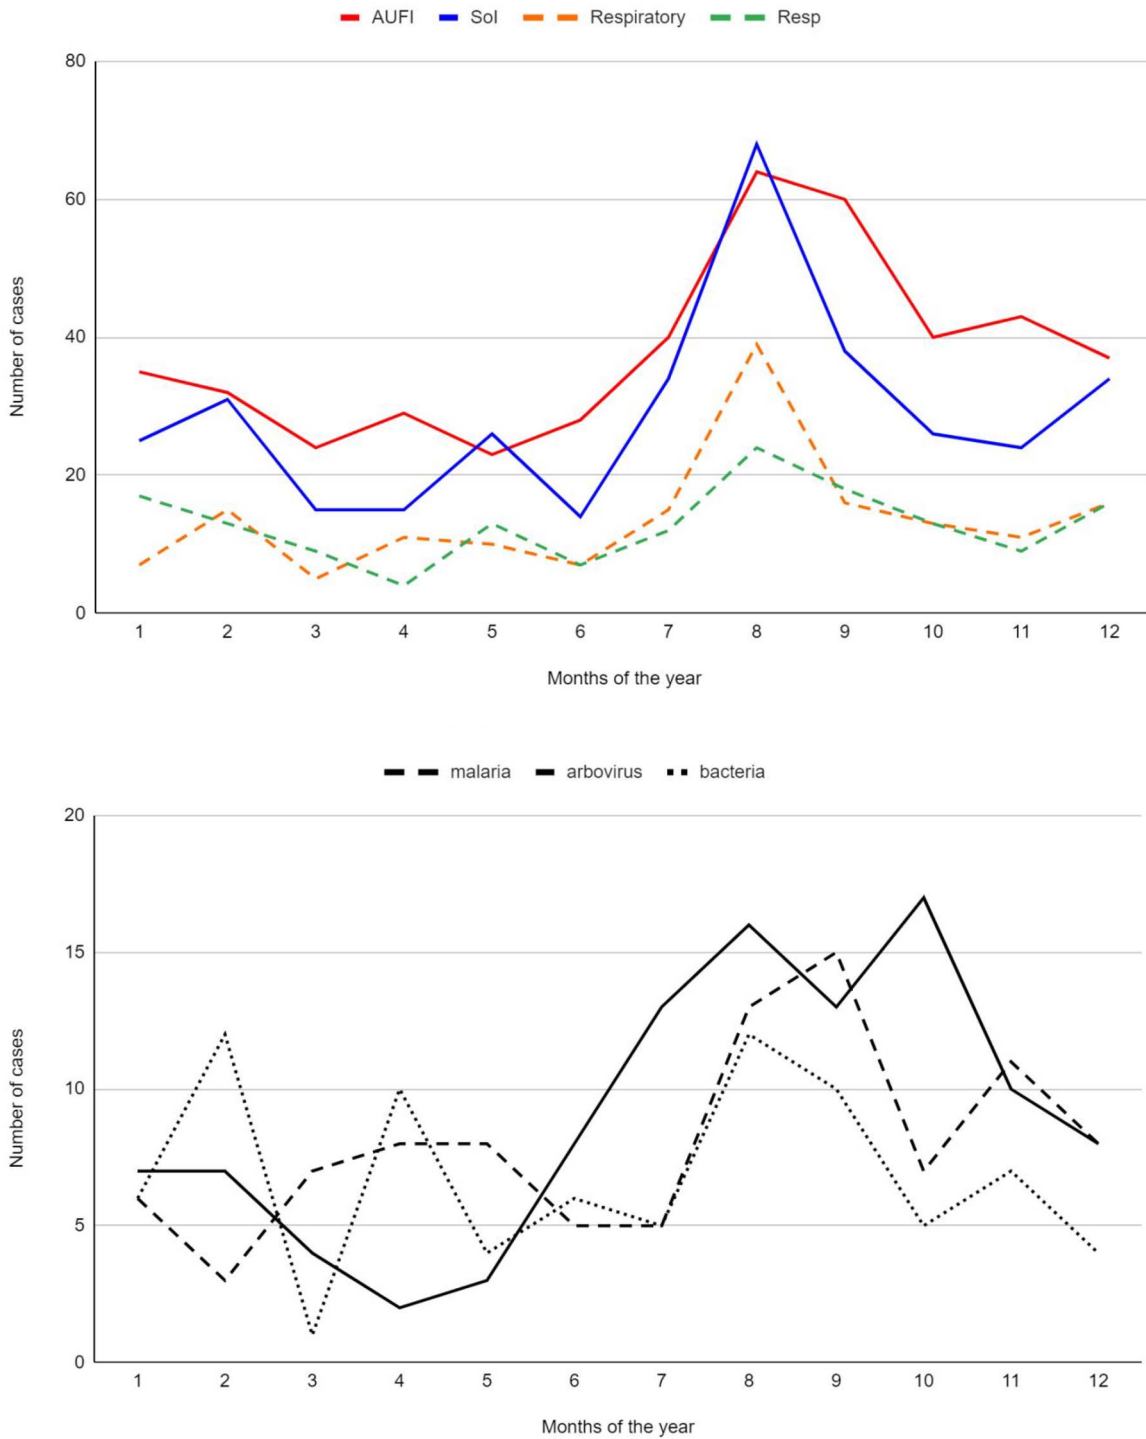 AUFI SoI Respiratory Resp
80
60
40
20
0
Number of cases
1 2 3 4 5 6 7 8 9 10 11 12
Months of the year
malaria arbovirus bacteria
20
15
10
5
0
Number of cases
1 2 3 4 5 6 7 8 9 10 11 12
Months of the year